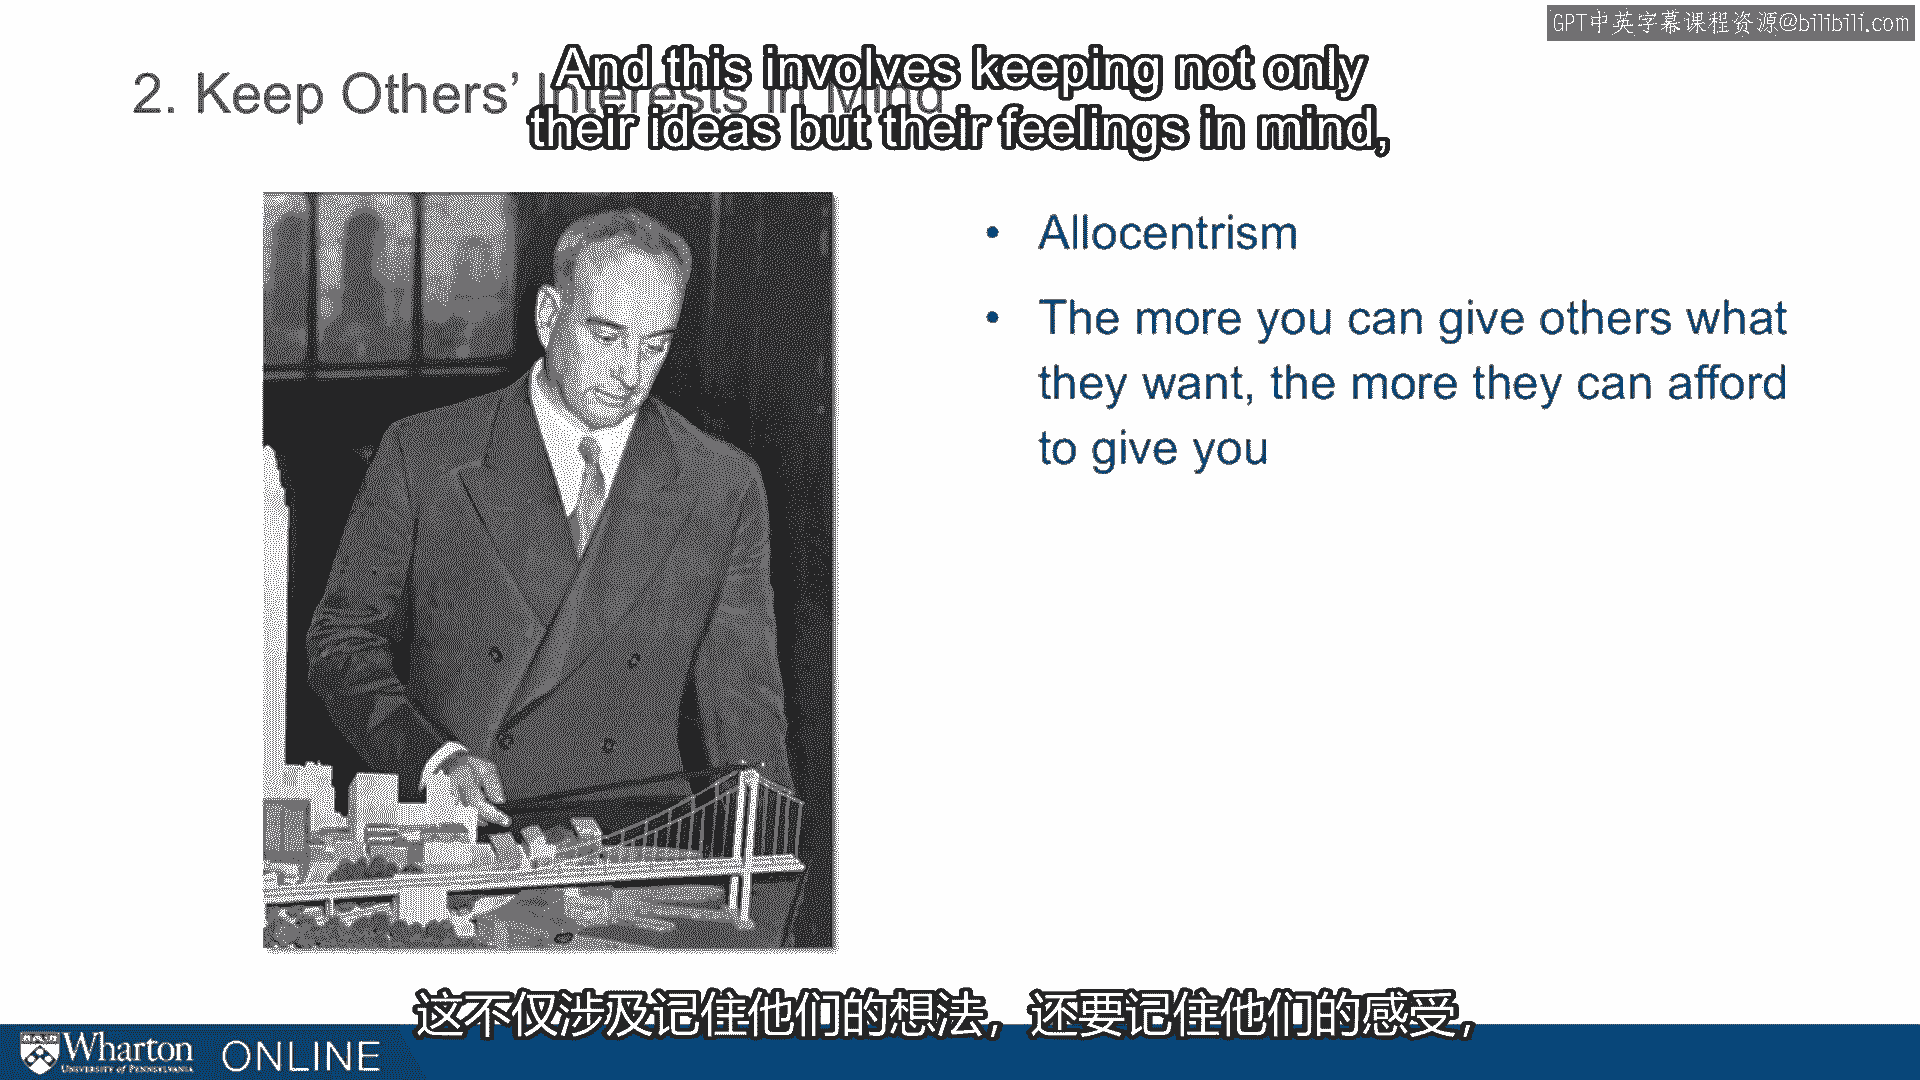 GPT中英字幕课程资源@bilibili.com
2. Keep Others’ Interests in Mind
And this involves keeping not only
their ideas but their feelings in mind,
• Allocentrism
• The more you can give others what
they want, the more they can afford
to give you
这不仅涉及记住他们的想法，还要记住他们的感受，
Wharton
UNIVERSITY of PENNSYLVANIA
ONLINE